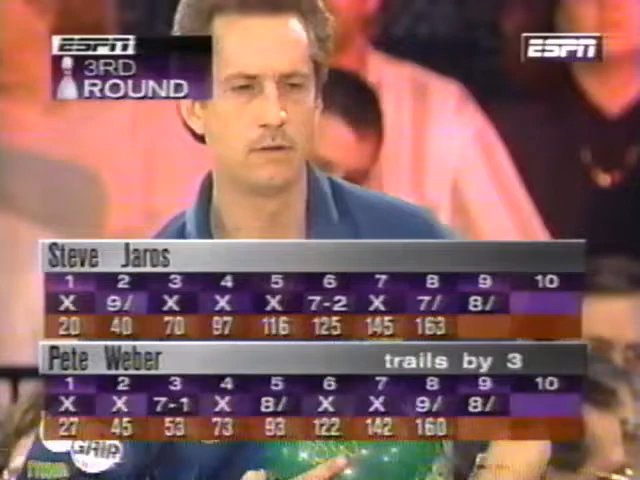 ESPN
ESPN
3RD
ROUND
Steve Jaros
1 2 3 4 5 6 7 8 9 10
X 9/ X X X 7-2 X 7/ 8/
20 40 70 97 116 125 145 163
Pete Weber trails by 3
1 2 3 4 5 6 7 8 9 10
X X 7-1 X 8/ X X 9/ 8/
27 45 53 73 93 122 142 160